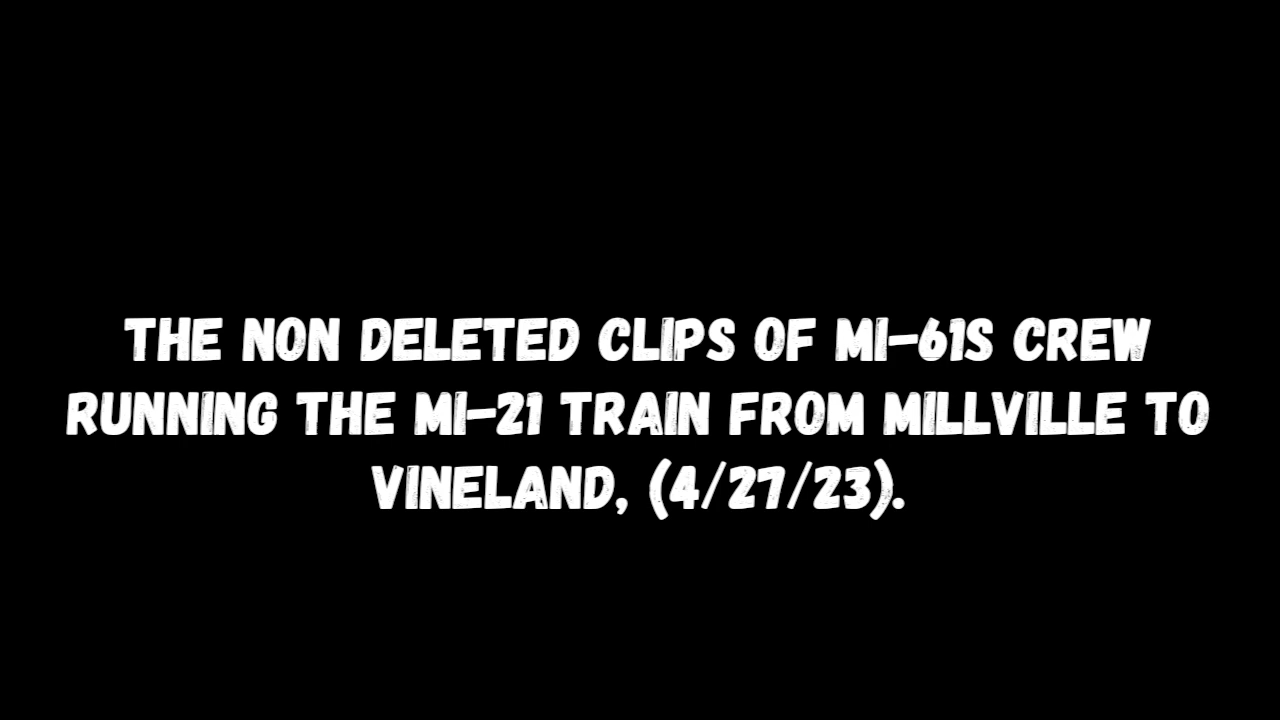 THE NON DELETED CLIPS OF MI-61S CREW
RUNNING THE MI-21 TRAIN FROM MILLVILLE TO
VINELAND, (4/27/23).